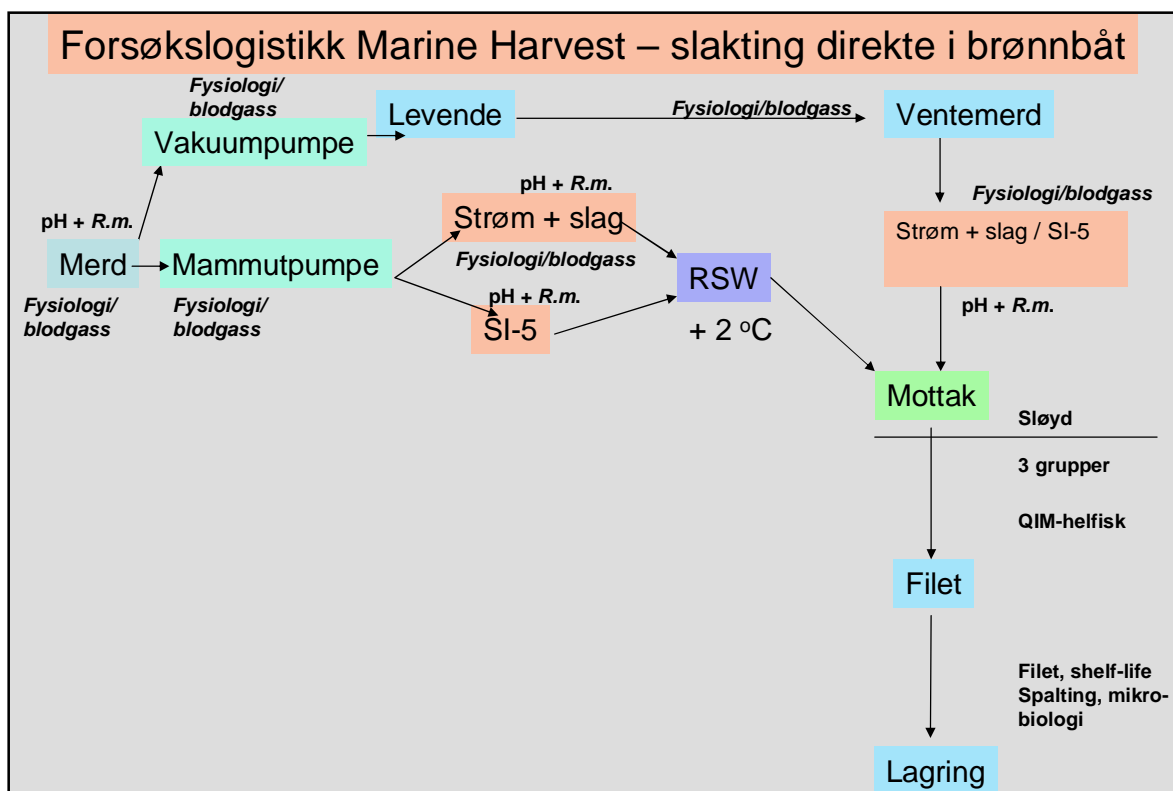 Forsøkslogistikk Marine Harvest – slakting direkte i brønnbåt
Fysiologi/
blodgass
Vakuumpumpe
Levende
Fysiologi/blodgass
Ventemerd
pH + R.m.
Merd
Fysiologi/
blodgass
Mammutpumpe
Fysiologi/
blodgass
pH + R.m.
Strøm + slag
Fysiologi/blodgass
pH + R.m.
SI-5
RSW
+ 2 ºC
Fysiologi/blodgass
Strøm + slag / SI-5
pH + R.m.
Mottak
Sløyd
3 grupper
QIM-helfisk
Filet
Filet, shelf-life
Spalting, mikro-
biologi
Lagring